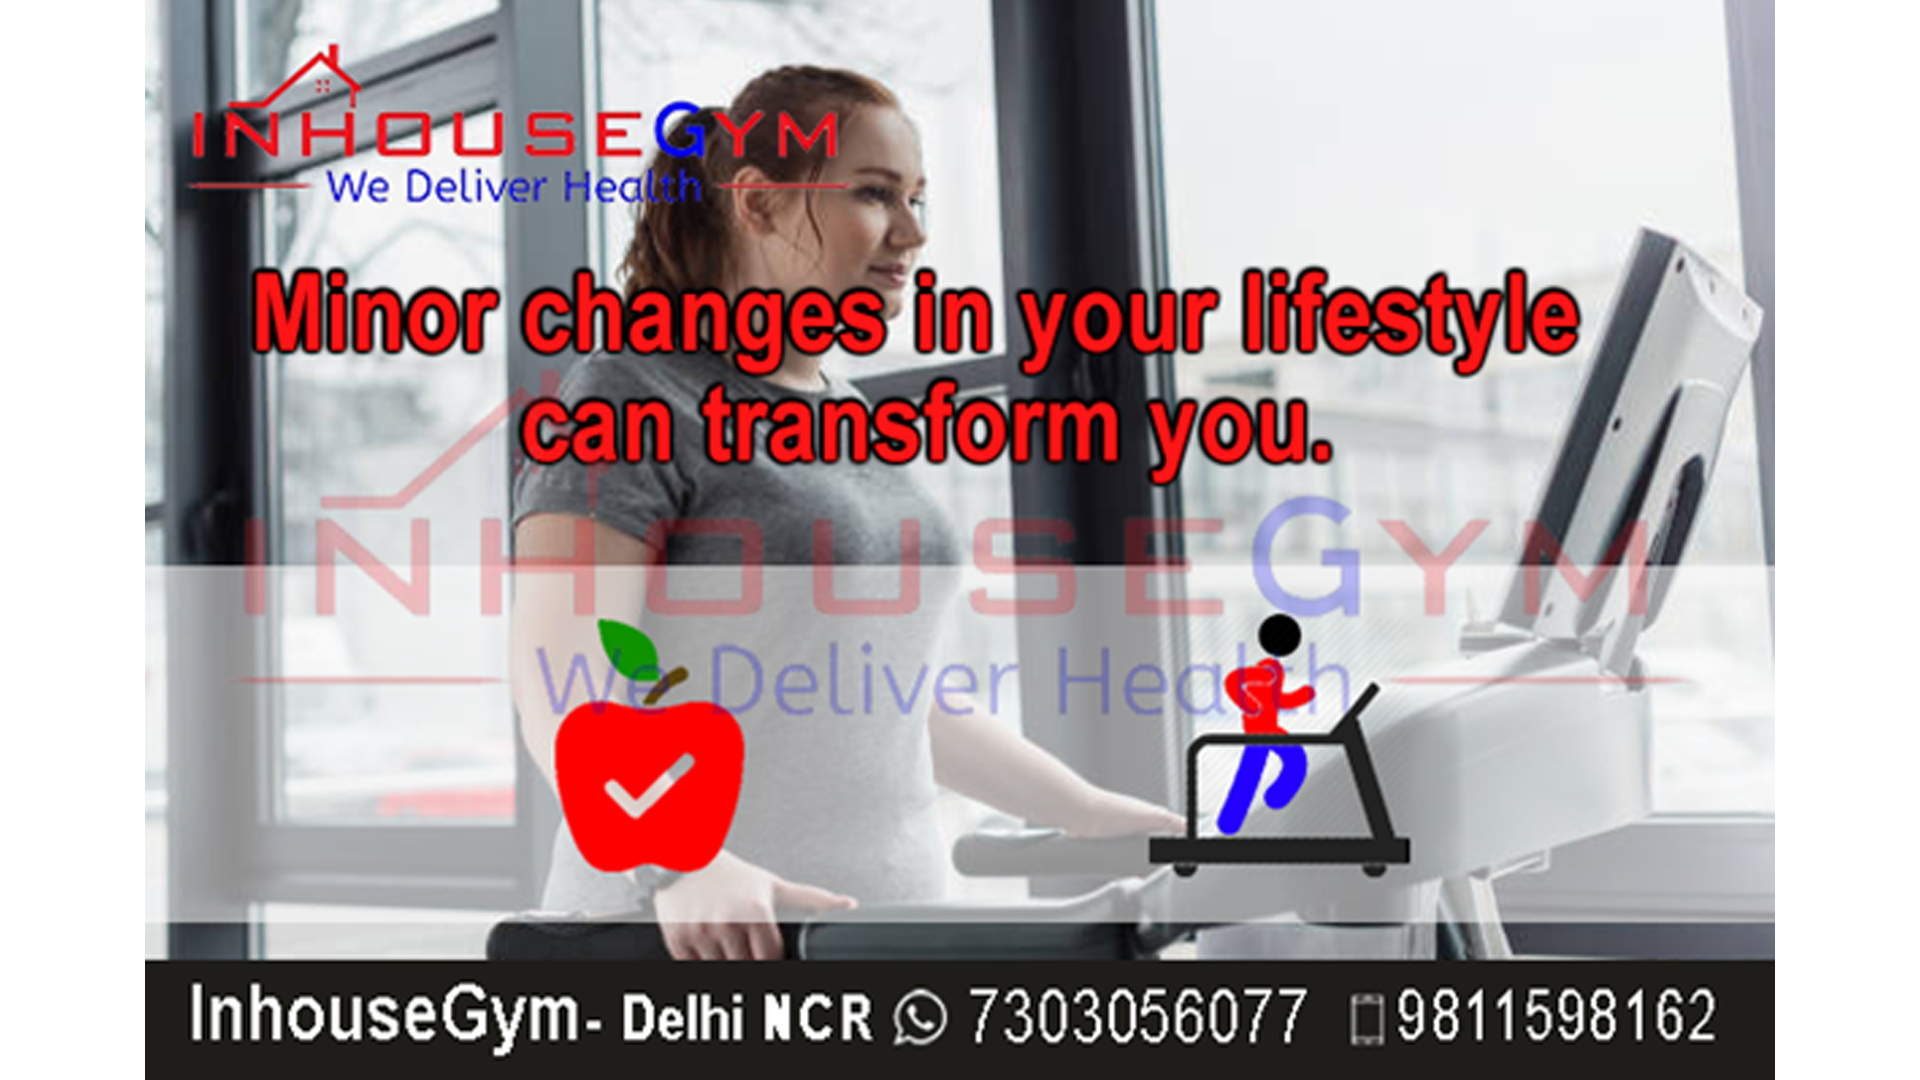 INHOUSEGYM
We Deliver Health
Minor changes in your lifestyle
can transform you.
INHOUSEGYM
We Deliver Health
InhouseGym- Delhi NCR 7303056077 9811598162